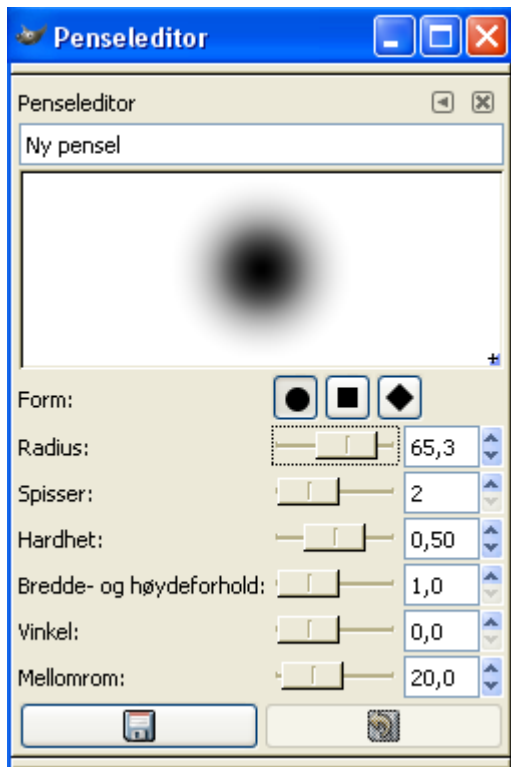 Penseleditor
Penseleditor
Ny pensel
Form:
Radius: 65,3
Spisser: 2
Hardhet: 0,50
Bredde- og høydeforhold: 1,0
Vinkel: 0,0
Mellomrom: 20,0